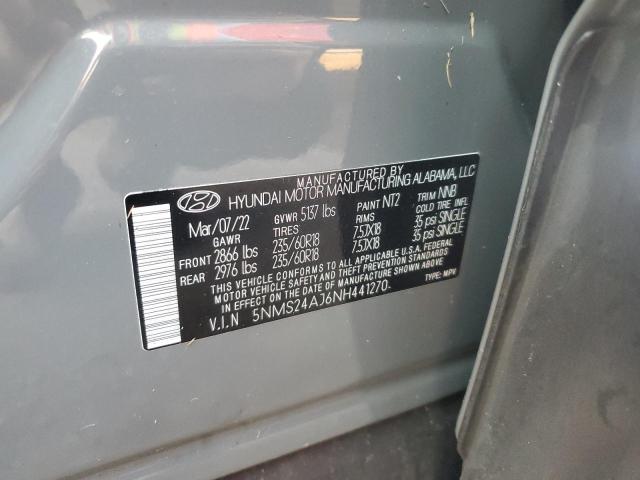 MANUFACTURED BY
HYUNDAI MOTOR MANUFACTURING ALABAMA, LLC
Mar/07/22 GVWR 5137 lbs PAINT NT2 TRIM NNB
GAWR TIRES RIMS COLD TIRE INFL
FRONT 2866 lbs 235/60R18 7.5JX18 35 psi SINGLE
REAR 2976 lbs 235/60R18 7.5JX18 35 psi SINGLE
THIS VEHICLE CONFORMS TO ALL APPLICABLE U.S.A. FEDERAL
MOTOR VEHICLE SAFETY AND THEFT PREVENTION STANDARDS IN
EFFECT ON THE DATE OF MANUFACTURE SHOWN ABOVE.
V.I.N 5NMS24AJ6NH441270 TYPE: MPV